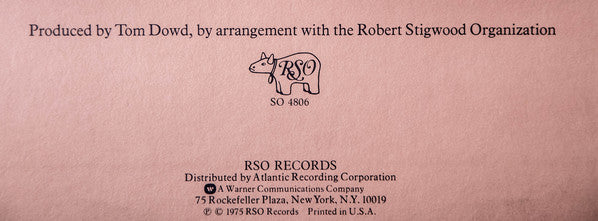 Produced by Tom Dowd, by arrangement with the Robert Stigwood Organization
RSO
SO 4806
RSO RECORDS
Distributed by Atlantic Recording Corporation
A Warner Communications Company
75 Rockefeller Plaza, New York, N.Y. 10019
℗ © 1975 RSO Records Printed in U.S.A.